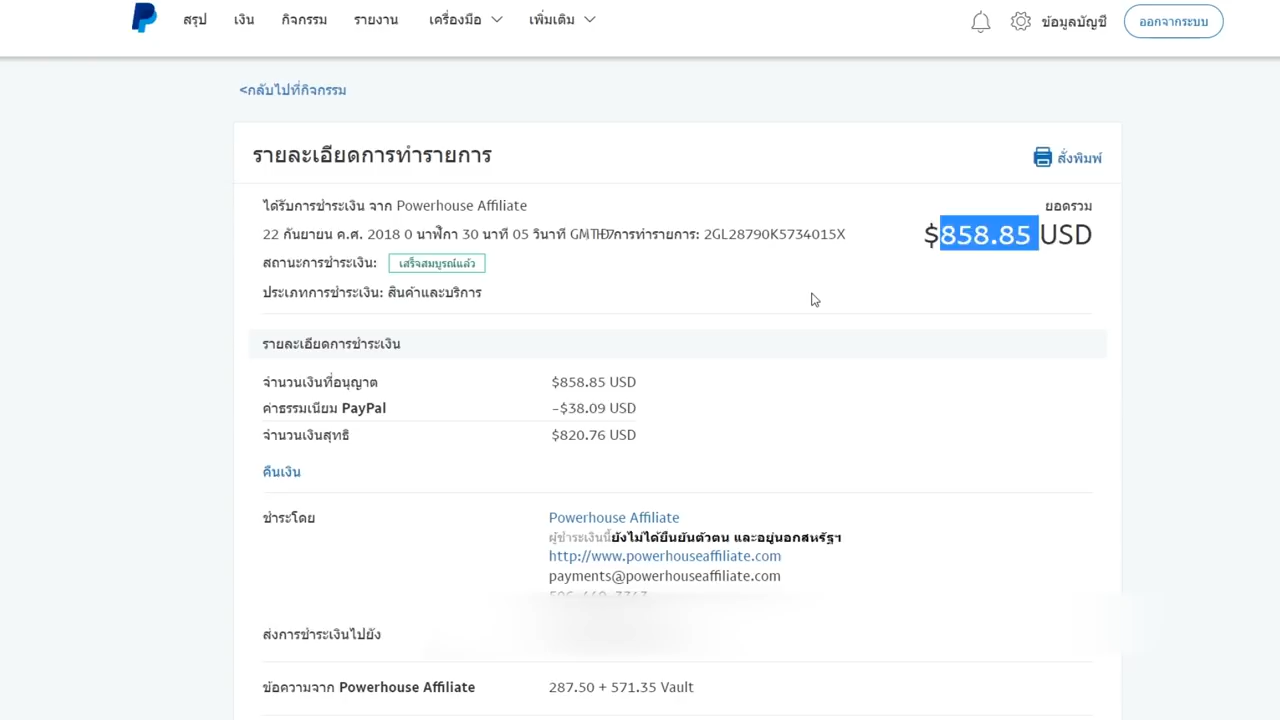 สรุป เงิน กิจกรรม รายงาน เครื่องมือ เพิ่มเติม ข้อมูลบัญชี ออกจากระบบ
<กลับไปที่กิจกรรม
รายละเอียดการทำรายการ สั่งพิมพ์
ได้รับการชำระเงิน จาก Powerhouse Affiliate ยอดรวม
22 กันยายน ค.ศ. 2018 0 นาฬิกา 30 นาที 05 วินาที การทำรายการ: 2GL28790K5734015X $858.85 USD
สถานะการชำระเงิน: เสร็จสมบูรณ์แล้ว
ประเภทการชำระเงิน: สินค้าและบริการ
รายละเอียดการชำระเงิน
จำนวนเงินที่อนุญาต $858.85 USD
ค่าธรรมเนียม PayPal -$38.09 USD
จำนวนเงินสุทธิ $820.76 USD
คืนเงิน
ชำระโดย Powerhouse Affiliate
ผู้ชำระเงินนี้ยังไม่ได้ยืนยันตัวตน และอยู่นอกสหรัฐฯ
http://www.powerhouseaffiliate.com
payments@powerhouseaffiliate.com
ส่งการชำระเงินไปยัง
ข้อความจาก Powerhouse Affiliate 287.50 + 571.35 Vault